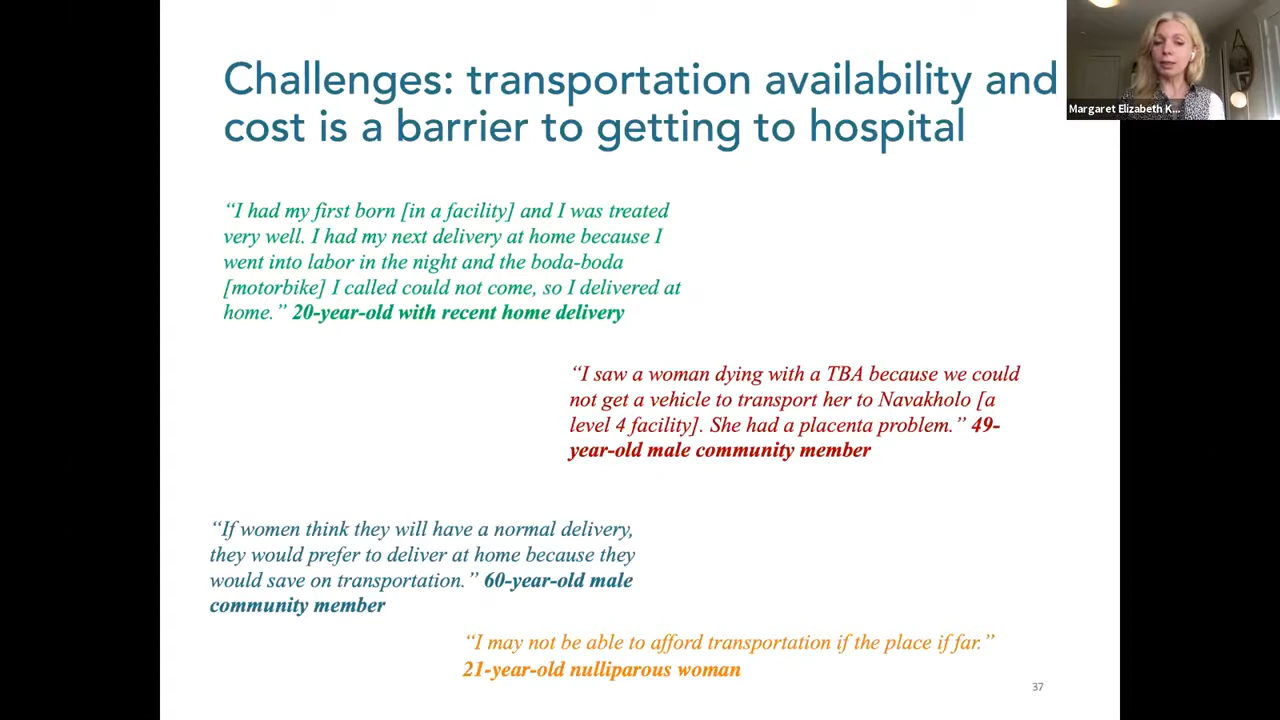 Challenges: transportation availability and
cost is a barrier to getting to hospital
Margaret Elizabeth K...
“I had my first born [in a facility] and I was treated
very well. I had my next delivery at home because I
went into labor in the night and the boda-boda
[motorbike] I called could not come, so I delivered at
home.” 20-year-old with recent home delivery
“I saw a woman dying with a TBA because we could
not get a vehicle to transport her to Navakholo [a
level 4 facility]. She had a placenta problem.” 49-
year-old male community member
“If women think they will have a normal delivery,
they would prefer to deliver at home because they
would save on transportation.” 60-year-old male
community member
“I may not be able to afford transportation if the place if far.”
21-year-old nulliparous woman
37